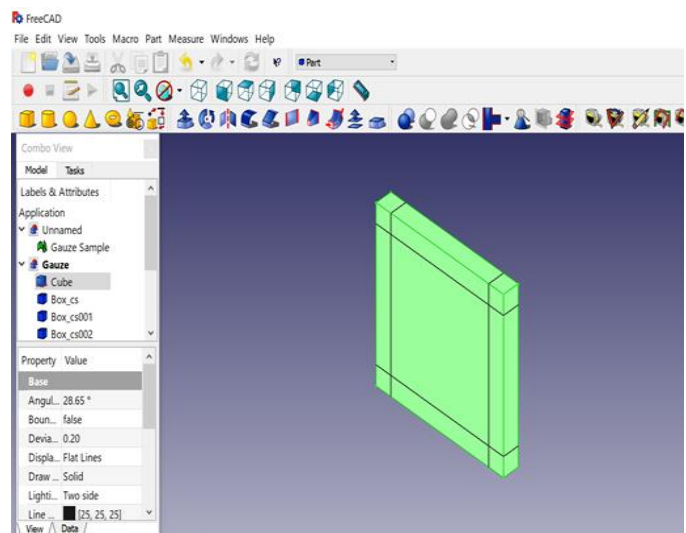 FreeCAD
File Edit View Tools Macro Part Measure Windows Help
Part
Combo View
Model Tasks
Labels & Attributes
Application
Unnamed
Gauze Sample
Gauze
Cube
Box_cs
Box_cs001
Box_cs002
Property Value
Base
Angul... 28.65 °
Boun... false
Devia... 0.20
Displa... Flat Lines
Draw ... Solid
Lighti... Two side
Line ... [25, 25, 25]
View Data